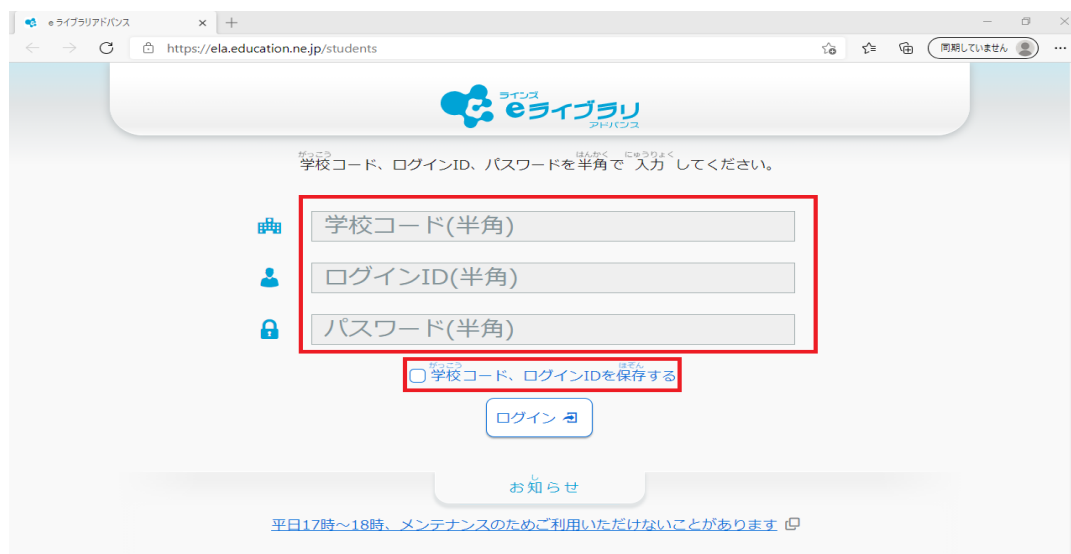 eライブラリアドバンス
https://ela.education.ne.jp/students
同期していません
ラインズ
eライブラリ
アドバンス
がっこう はんかく にゅうりょく
学校コード、ログインID、パスワードを半角で 入力 してください。
学校コード(半角)
ログインID(半角)
パスワード(半角)
がっこう ほぞん
学校コード、ログインIDを保存する
ログイン
し
お知らせ
平日17時～18時、メンテナンスのためご利用いただけないことがあります